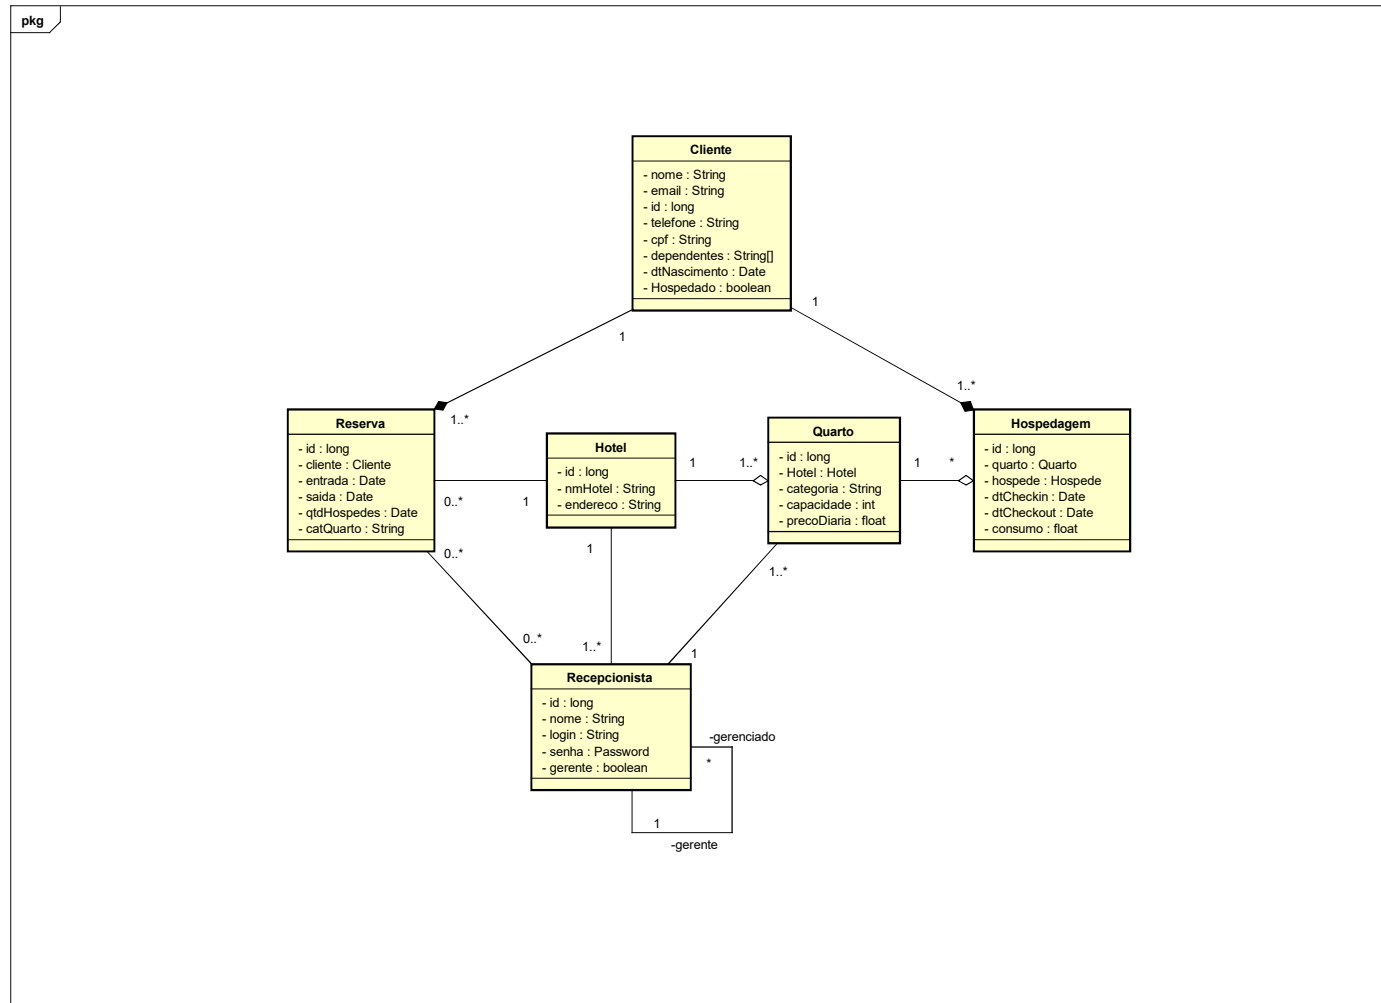 pkg
Cliente
- nome : String
- email : String
- id : long
- telefone : String
- cpf : String
- dependentes : String[]
- dtNascimento : Date
- Hospedado : boolean
1
1
1..*
1..*
Reserva
- id : long
- cliente : Cliente
- entrada : Date
- saida : Date
- qtdHospedes : Date
- catQuarto : String
0..*
1
Hotel
- id : long
- nmHotel : String
- endereco : String
1
1..*
Quarto
- id : long
- Hotel : Hotel
- categoria : String
- capacidade : int
- precoDiaria : float
1
*
Hospedagem
- id : long
- quarto : Quarto
- hospede : Hospede
- dtCheckin : Date
- dtCheckout : Date
- consumo : float
0..*
1
1..*
0..*
1..*
1
Recepcionista
- id : long
- nome : String
- login : String
- senha : Password
- gerente : boolean
-gerenciado
*
1
-gerente